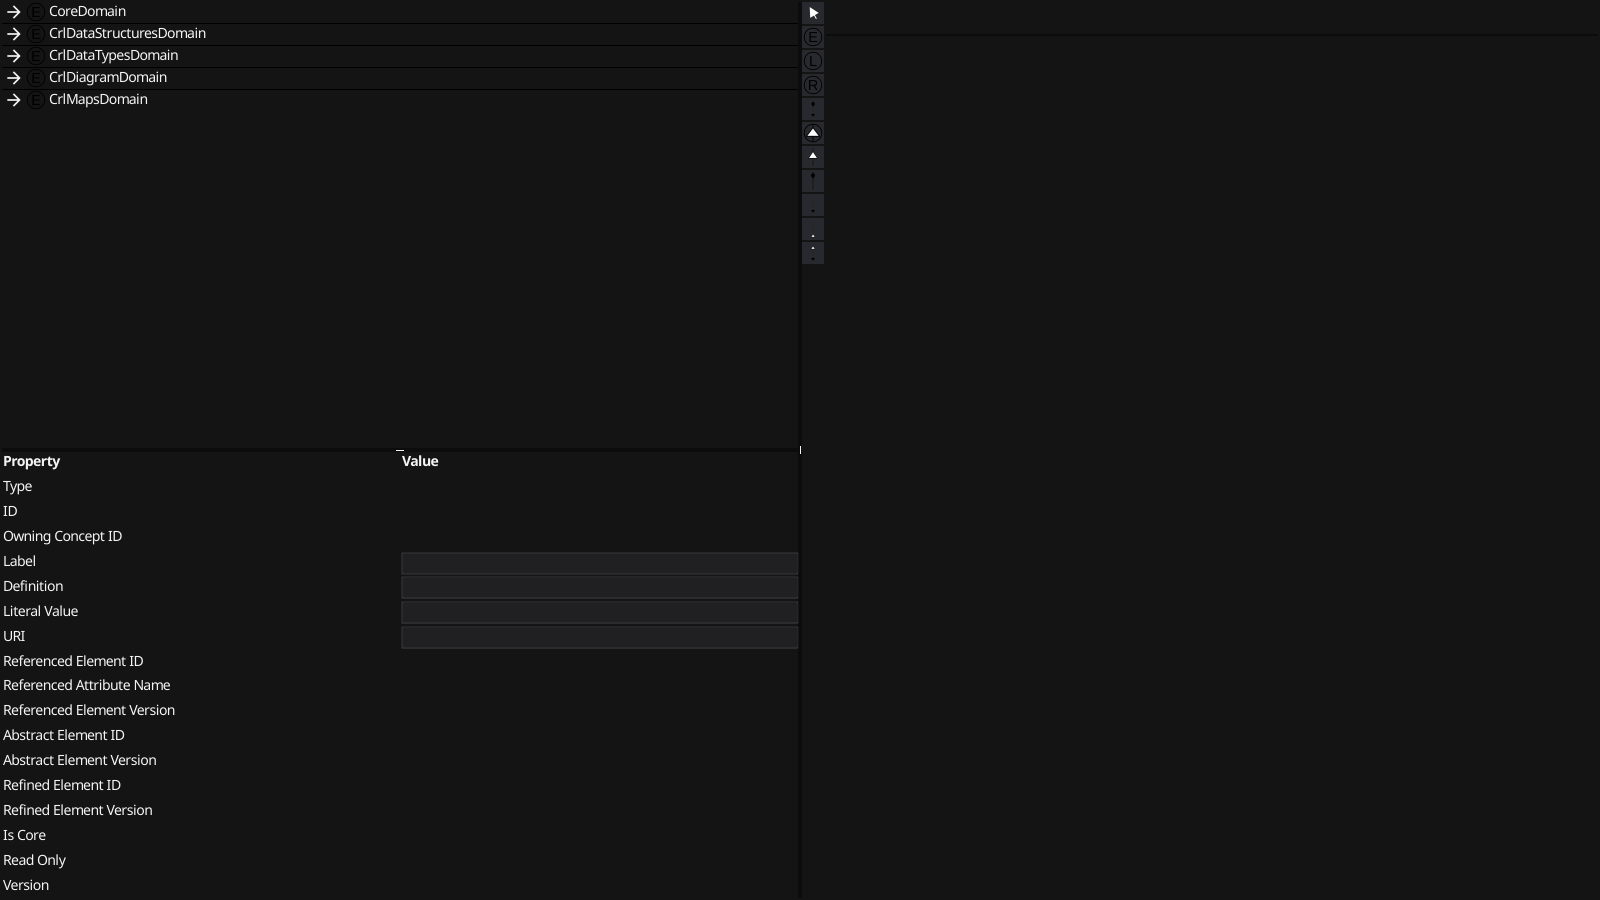 E CoreDomain
E CrlDataStructuresDomain
E CrlDataTypesDomain
E CrlDiagramDomain
E CrlMapsDomain
E
L
R
Property Value
Type
ID
Owning Concept ID
Label
Definition
Literal Value
URI
Referenced Element ID
Referenced Attribute Name
Referenced Element Version
Abstract Element ID
Abstract Element Version
Refined Element ID
Refined Element Version
Is Core
Read Only
Version